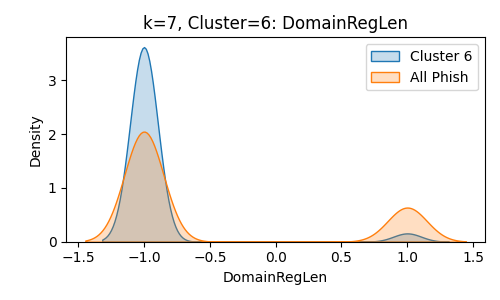 k=7, Cluster=6: DomainRegLen
Cluster 6
All Phish
Density
3
2
1
0
−1.5 −1.0 −0.5 0.0 0.5 1.0 1.5
DomainRegLen